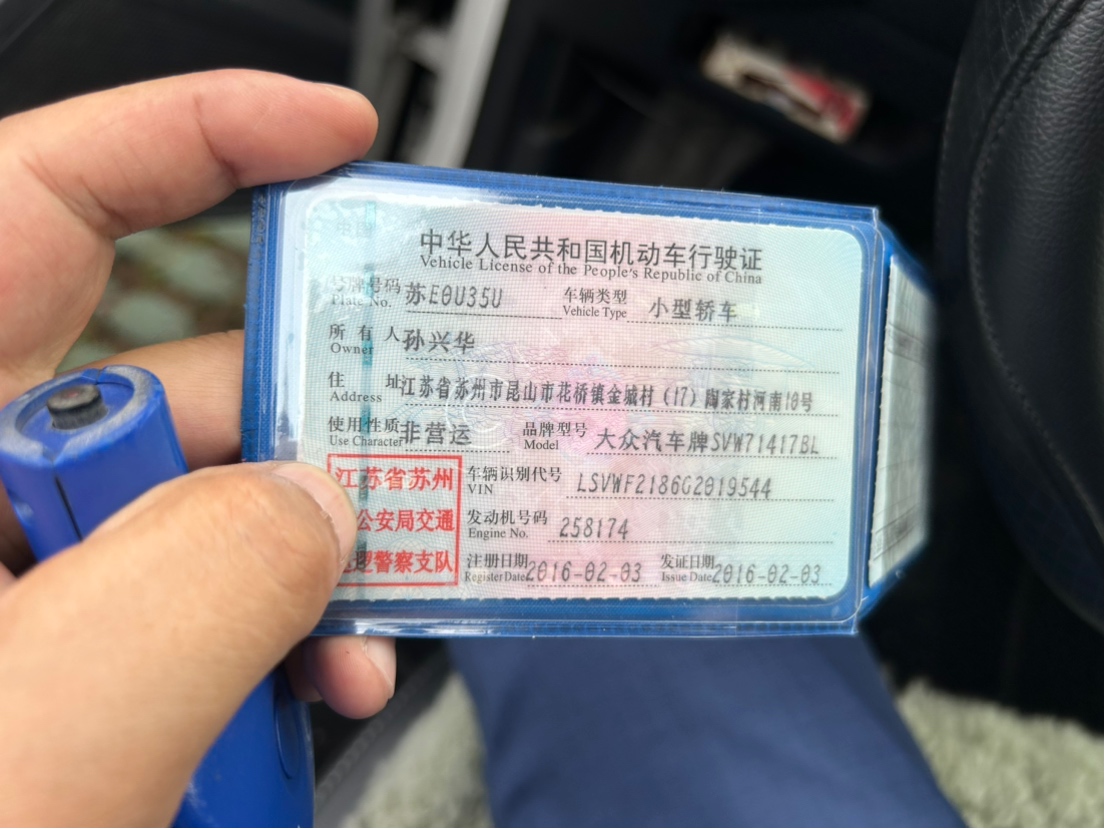 中华人民共和国机动车行驶证
Vehicle License of the People's Republic of China
号牌号码 苏E0U35U 车辆类型 小型轿车
Plate No. Vehicle Type
所有人 孙兴华
Owner
住址 江苏省苏州市昆山市花桥镇金城村(17)陶家村河南10号
Address
使用性质 非营运 品牌型号 大众汽车牌SVW71417BL
Use Character Model
江苏省苏州 车辆识别代号 LSVWF2186G2019544
VIN
公安局交通 发动机号码 258174
Engine No.
理警察支队 注册日期 2016-02-03 发证日期 2016-02-03
Register Date Issue Date